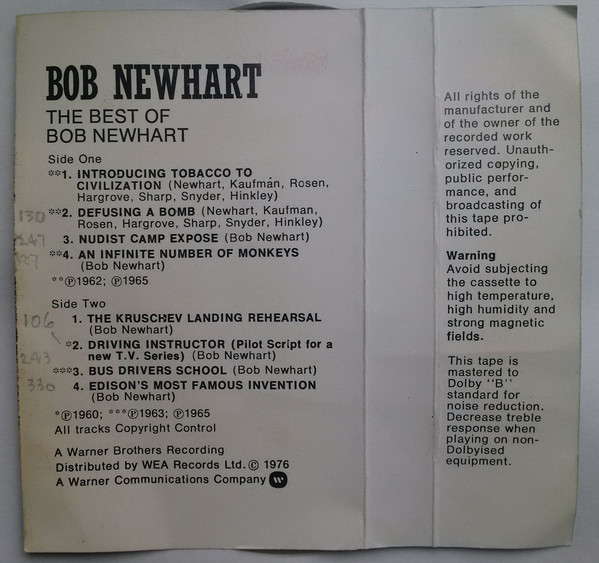 BOB NEWHART
THE BEST OF
BOB NEWHART
Side One
**1. INTRODUCING TOBACCO TO
CIVILIZATION (Newhart, Kaufman, Rosen,
Hargrove, Sharp, Snyder, Hinkley)
130
**2. DEFUSING A BOMB (Newhart, Kaufman,
Rosen, Hargrove, Sharp, Snyder, Hinkley)
247
3. NUDIST CAMP EXPOSE (Bob Newhart)
**4. AN INFINITE NUMBER OF MONKEYS
(Bob Newhart)
**℗1962; ℗1965
Side Two
1. THE KRUSCHEV LANDING REHEARSAL
(Bob Newhart)
106
*2. DRIVING INSTRUCTOR (Pilot Script for a
new T.V. Series) (Bob Newhart)
243
***3. BUS DRIVERS SCHOOL (Bob Newhart)
330
4. EDISON'S MOST FAMOUS INVENTION
(Bob Newhart)
*℗1960; ***℗1963; ℗1965
All tracks Copyright Control
A Warner Brothers Recording
Distributed by WEA Records Ltd. © 1976
A Warner Communications Company
All rights of the
manufacturer and
of the owner of the
recorded work
reserved. Unauth-
orized copying,
public perfor-
mance, and
broadcasting of
this tape pro-
hibited.
Warning
Avoid subjecting
the cassette to
high temperature,
high humidity and
strong magnetic
fields.
This tape is
mastered to
Dolby "B"
standard for
noise reduction.
Decrease treble
response when
playing on non-
Dolbyised
equipment.